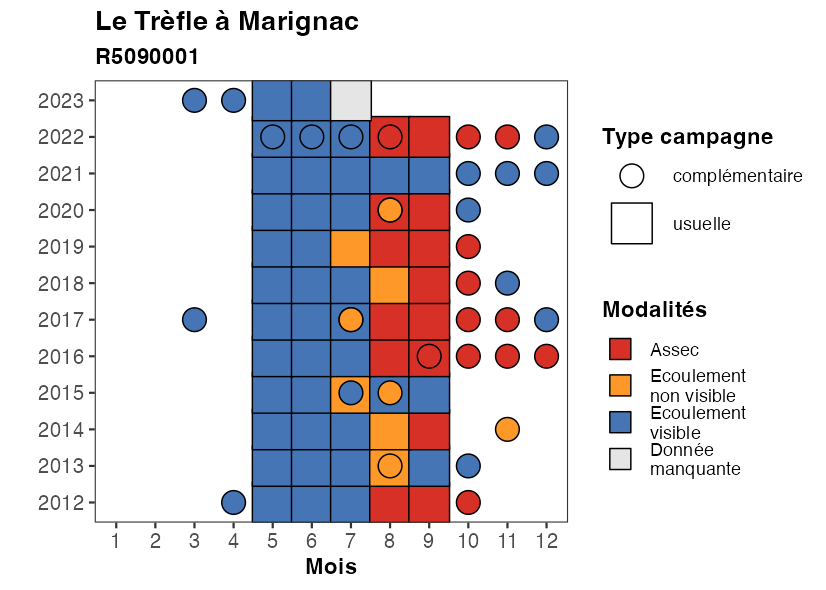 Le Trèfle à Marignac
R5090001
2023
2022
2021
2020
2019
2018
2017
2016
2015
2014
2013
2012
1 2 3 4 5 6 7 8 9 10 11 12
Mois
Type campagne
complémentaire
usuelle
Modalités
Assec
Ecoulement
non visible
Ecoulement
visible
Donnée
manquante